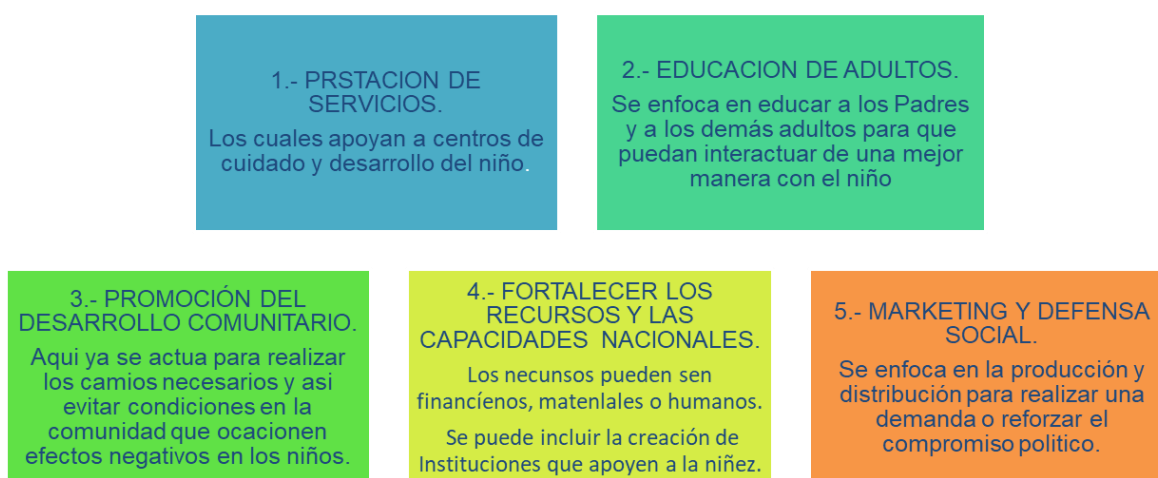 1.- PRSTACION DE
SERVICIOS.
Los cuales apoyan a centros de
cuidado y desarrollo del niño.
2.- EDUCACION DE ADULTOS.
Se enfoca en educar a los Padres
y a los demás adultos para que
puedan interactuar de una mejor
manera con el niño
3.- PROMOCIÓN DEL
DESARROLLO COMUNITARIO.
Aqui ya se actua para realizar
los camios necesarios y asi
evitar condiciones en la
comunidad que ocacionen
efectos negativos en los niños.
4.- FORTALECER LOS
RECURSOS Y LAS
CAPACIDADES NACIONALES.
Los necunsos pueden sen
financíenos, matenlales o humanos.
Se puede incluir la creación de
Instituciones que apoyen a la niñez.
5.- MARKETING Y DEFENSA
SOCIAL.
Se enfoca en la producción y
distribución para realizar una
demanda o reforzar el
compromiso politico.